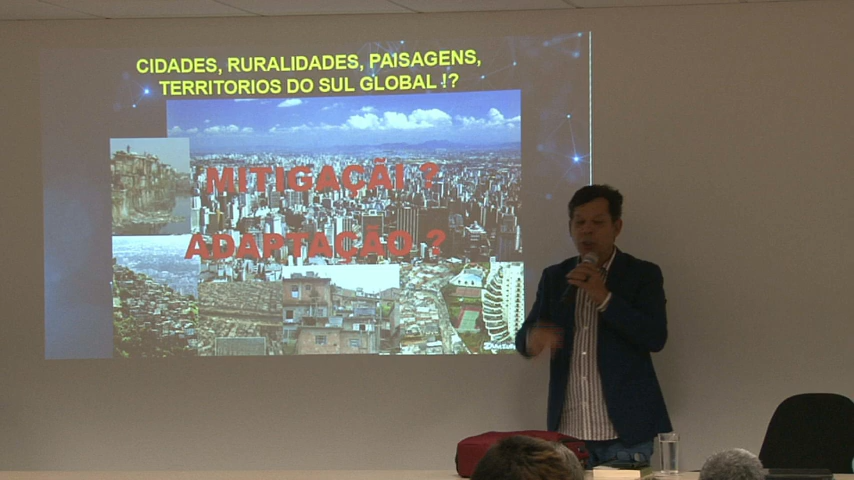 CIDADES, RURALIDADES, PAISAGENS,
TERRITORIOS DO SUL GLOBAL !?
MITIGAÇÃI ?
ADAPTAÇÃO ?